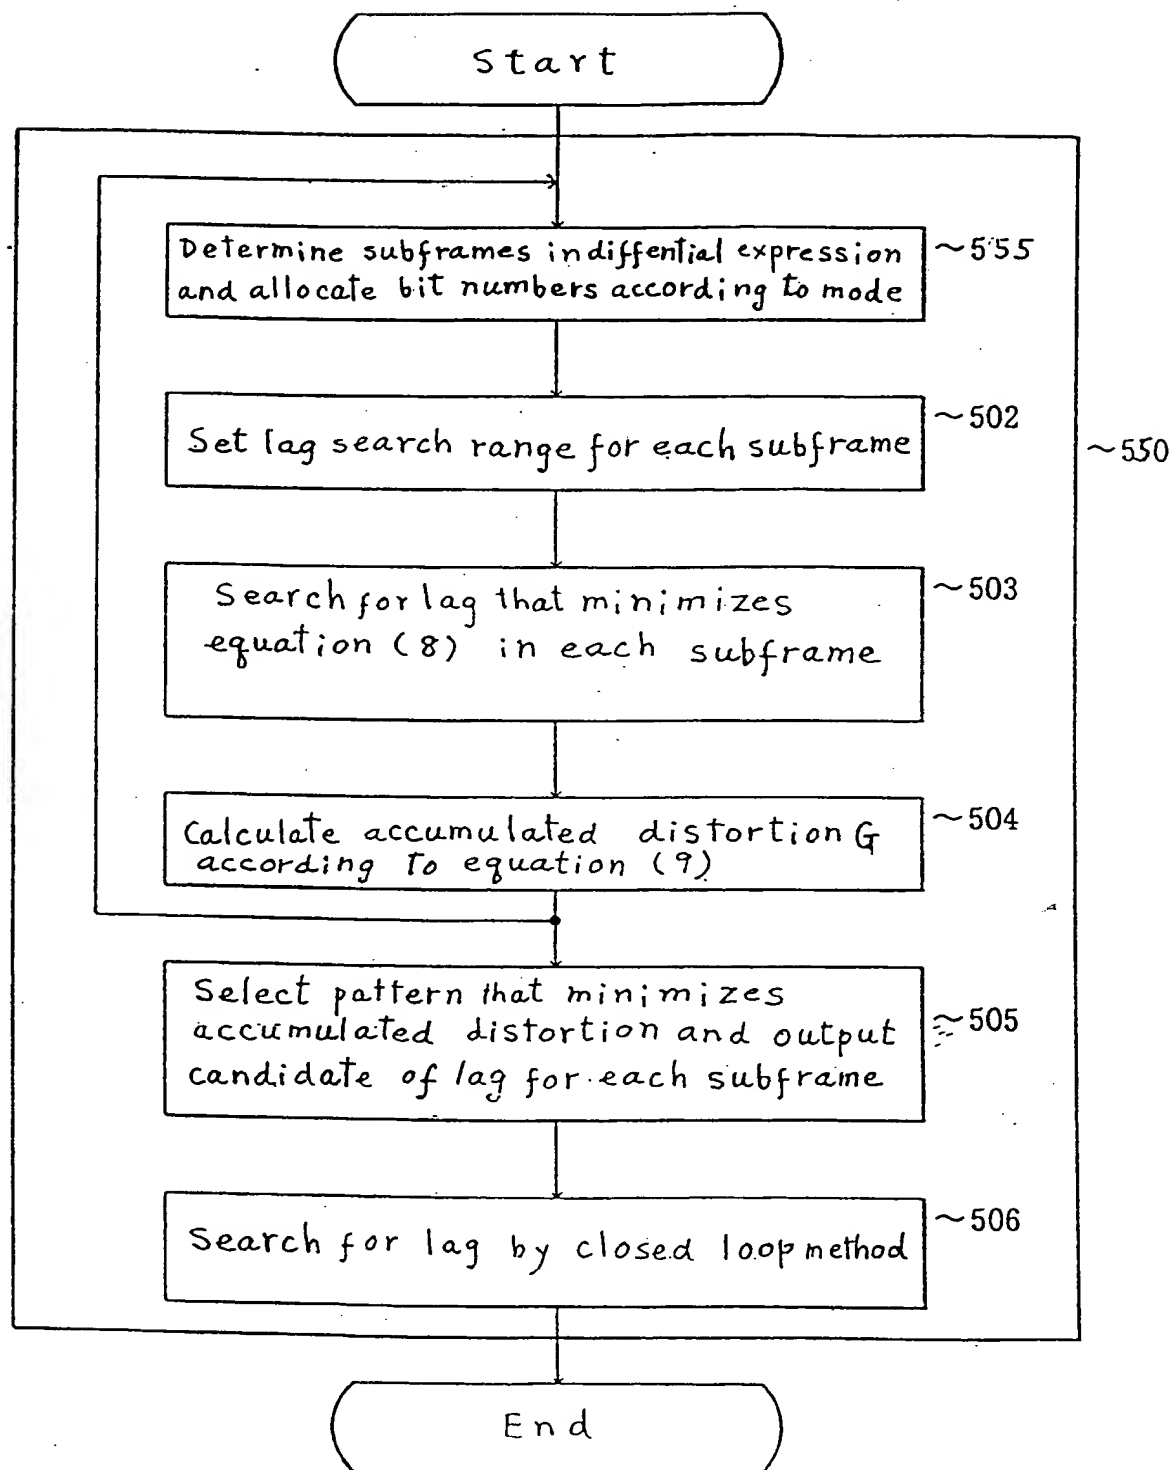 Start
Determine subframes in diffential expression
and allocate bit numbers according to mode
~555
Set lag search range for each subframe
~502
~550
Search for lag that minimizes
equation (8) in each subframe
~503
Calculate accumulated distortion G
according to equation (9)
~504
Select pattern that minimizes
accumulated distortion and output
candidate of lag for each subframe
~505
Search for lag by closed loop method
~506
End